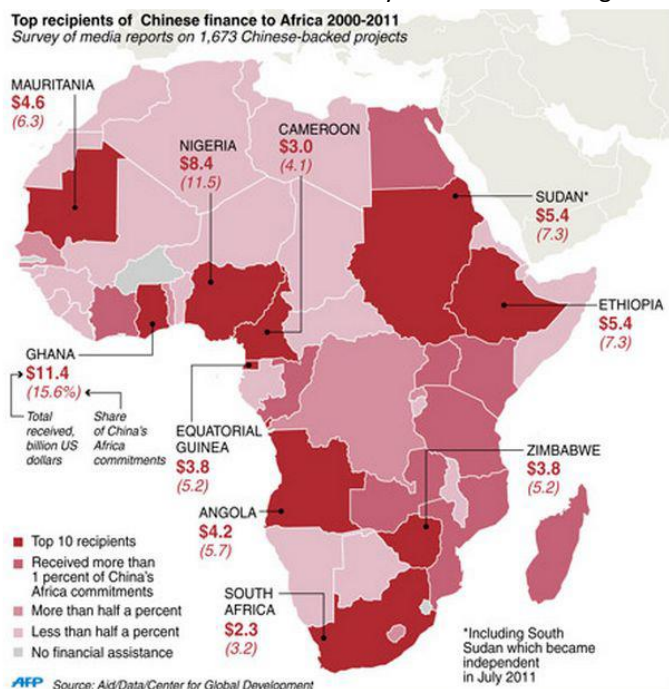 Top recipients of Chinese finance to Africa 2000-2011
Survey of media reports on 1,673 Chinese-backed projects
MAURITANIA
$4.6
(6.3)
NIGERIA
$8.4
(11.5)
CAMEROON
$3.0
(4.1)
SUDAN*
$5.4
(7.3)
ETHIOPIA
$5.4
(7.3)
GHANA
$11.4
(15.6%)
Total
received,
billion US
dollars
Share
of China's
Africa
commitments
EQUATORIAL
GUINEA
$3.8
(5.2)
ZIMBABWE
$3.8
(5.2)
ANGOLA
$4.2
(5.7)
SOUTH
AFRICA
$2.3
(3.2)
Top 10 recipients
Received more than
1 percent of China's
Africa commitments
More than half a percent
Less than half a percent
No financial assistance
*Including South
Sudan which became
independent
in July 2011
AFP Source: Aid/Data/Center for Global Development